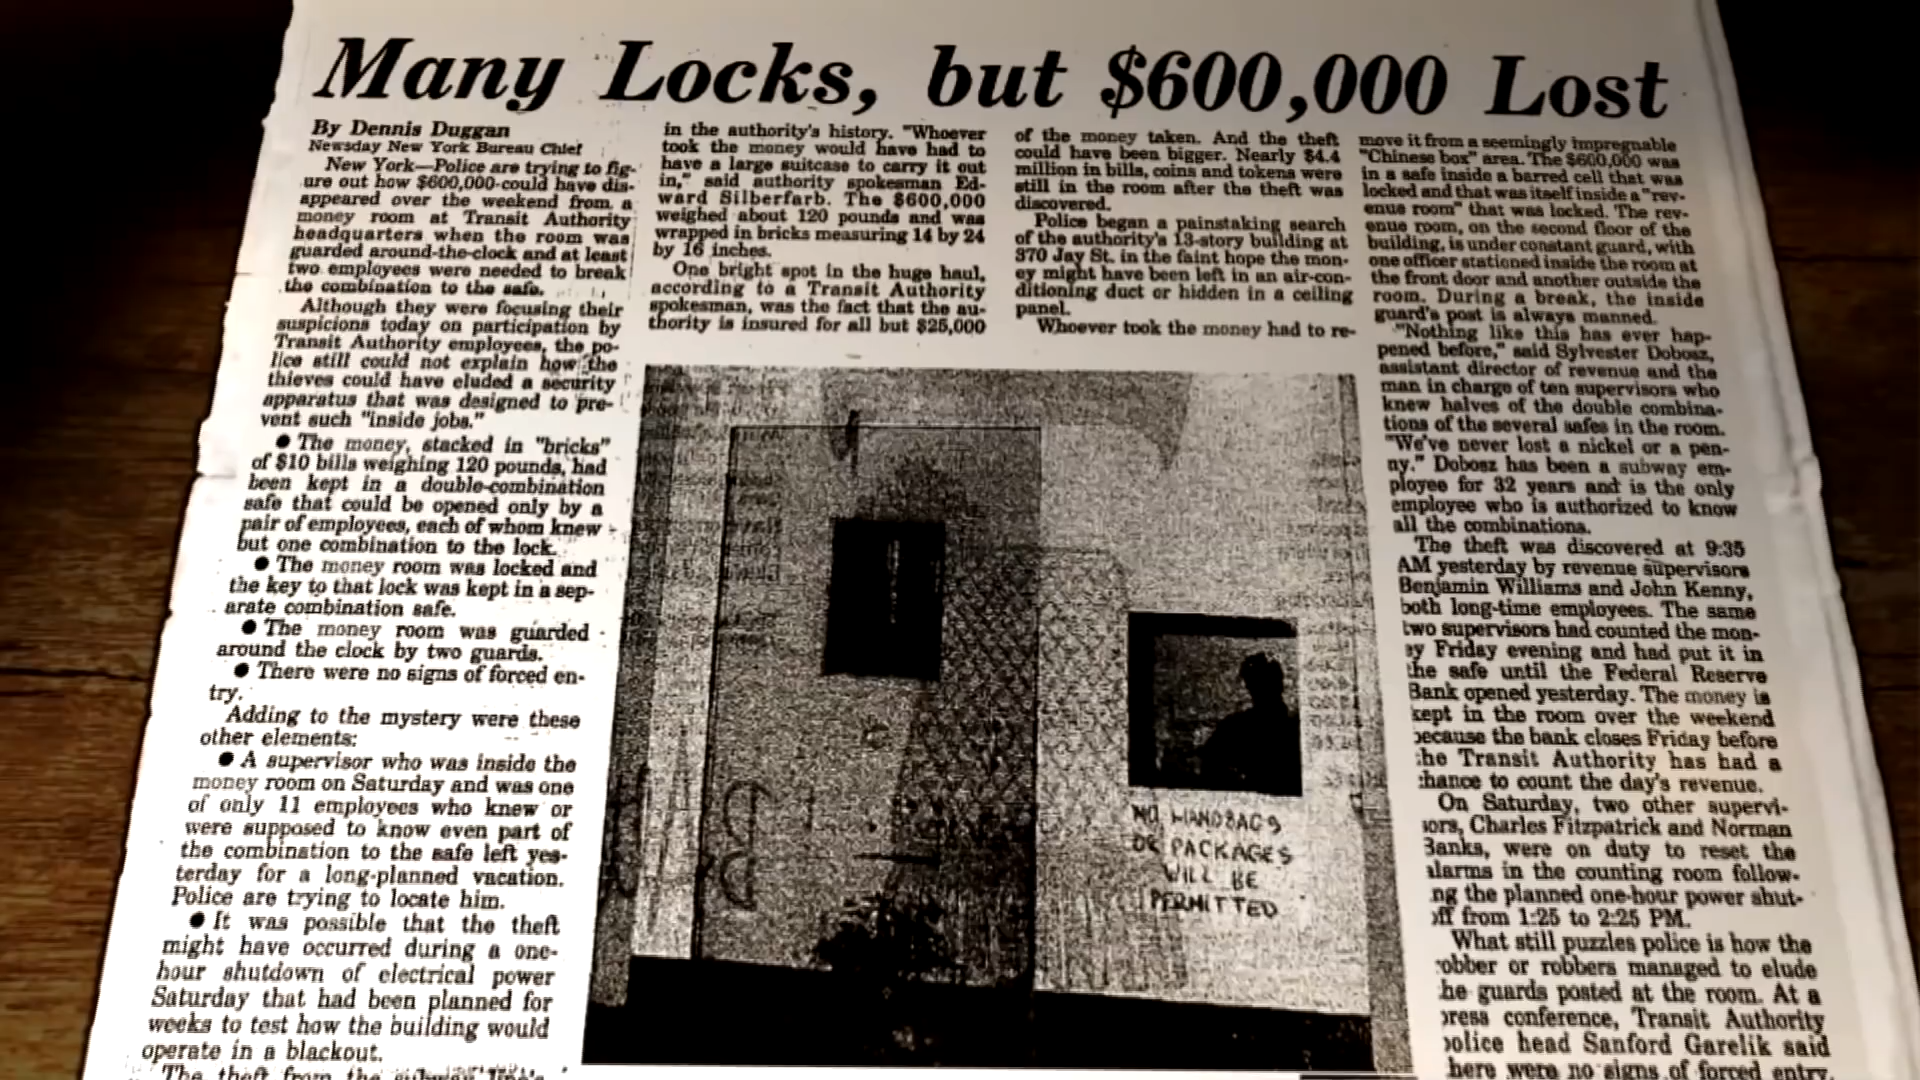 Many Locks, but $600,000 Lost
By Dennis Duggan
Newsday New York Bureau Chief
New York—Police are trying to fig-
ure out how $600,000 could have dis-
appeared over the weekend from a
money room at Transit Authority
headquarters when the room was
guarded around-the-clock and at least
two employees were needed to break
the combination to the safe.
Although they were focusing their
suspicions today on participation by
Transit Authority employees, the po-
lice still could not explain how the
thieves could have eluded a security
apparatus that was designed to pre-
vent such "inside jobs."
● The money, stacked in "bricks"
of $10 bills weighing 120 pounds, had
been kept in a double-combination
safe that could be opened only by a
pair of employees, each of whom knew
but one combination to the lock.
● The money room was locked and
the key to that lock was kept in a sep-
arate combination safe.
● The money room was guarded
around the clock by two guards.
● There were no signs of forced en-
try.
Adding to the mystery were these
other elements:
● A supervisor who was inside the
money room on Saturday and was one
of only 11 employees who knew or
were supposed to know even part of
the combination to the safe left yes-
terday for a long-planned vacation.
Police are trying to locate him.
● It was possible that the theft
might have occurred during a one-
hour shutdown of electrical power
Saturday that had been planned for
weeks to test how the building would
operate in a blackout.
The theft from the subway line's
in the authority's history. "Whoever
took the money would have had to
have a large suitcase to carry it out
in," said authority spokesman Ed-
ward Silberfarb. The $600,000
weighed about 120 pounds and was
wrapped in bricks measuring 14 by 24
by 16 inches.
One bright spot in the huge haul,
according to a Transit Authority
spokesman, was the fact that the au-
thority is insured for all but $25,000
of the money taken. And the theft
could have been bigger. Nearly $4.4
million in bills, coins and tokens were
still in the room after the theft was
discovered.
Police began a painstaking search
of the authority's 13-story building at
370 Jay St. in the faint hope the mon-
ey might have been left in an air-con-
ditioning duct or hidden in a ceiling
panel.
Whoever took the money had to re-
move it from a seemingly impregnable
"Chinese box" area. The $600,000 was
in a safe inside a barred cell that was
locked and that was itself inside a "rev-
enue room" that was locked. The rev-
enue room, on the second floor of the
building, is under constant guard, with
one officer stationed inside the room at
the front door and another outside the
room. During a break, the inside
guard's post is always manned.
"Nothing like this has ever hap-
pened before," said Sylvester Dobosz,
assistant director of revenue and the
man in charge of ten supervisors who
knew halves of the double combina-
tions of the several safes in the room.
"We've never lost a nickel or a pen-
ny." Dobosz has been a subway em-
ployee for 32 years and is the only
employee who is authorized to know
all the combinations.
The theft was discovered at 9:35
AM yesterday by revenue supervisors
Benjamin Williams and John Kenny,
both long-time employees. The same
two supervisors had counted the mon-
ey Friday evening and had put it in
the safe until the Federal Reserve
Bank opened yesterday. The money is
kept in the room over the weekend
because the bank closes Friday before
the Transit Authority has had a
chance to count the day's revenue.
On Saturday, two other supervi-
sors, Charles Fitzpatrick and Norman
Banks, were on duty to reset the
alarms in the counting room follow-
ng the planned one-hour power shut-
off from 1:25 to 2:25 PM.
What still puzzles police is how the
robber or robbers managed to elude
he guards posted at the room. At a
press conference, Transit Authority
police head Sanford Garelik said
here were no signs of forced entry.
NO HANDBAGS
OR PACKAGES
WILL BE
PERMITTED